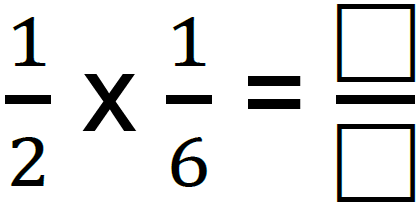 1/2 x 1/6 = □/□